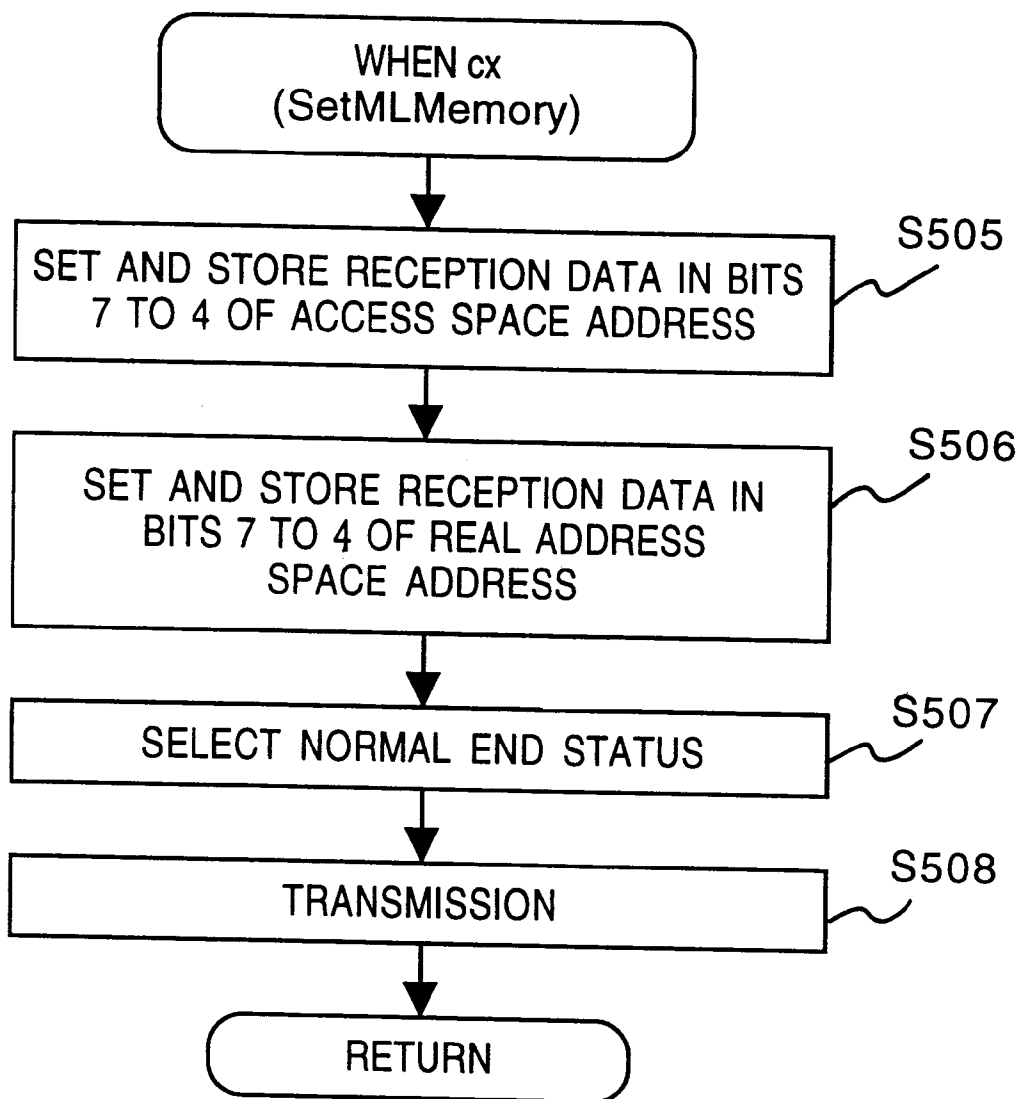 WHEN cx
(SetMLMemory)
S505
SET AND STORE RECEPTION DATA IN BITS
7 TO 4 OF ACCESS SPACE ADDRESS
S506
SET AND STORE RECEPTION DATA IN
BITS 7 TO 4 OF REAL ADDRESS
SPACE ADDRESS
S507
SELECT NORMAL END STATUS
S508
TRANSMISSION
RETURN